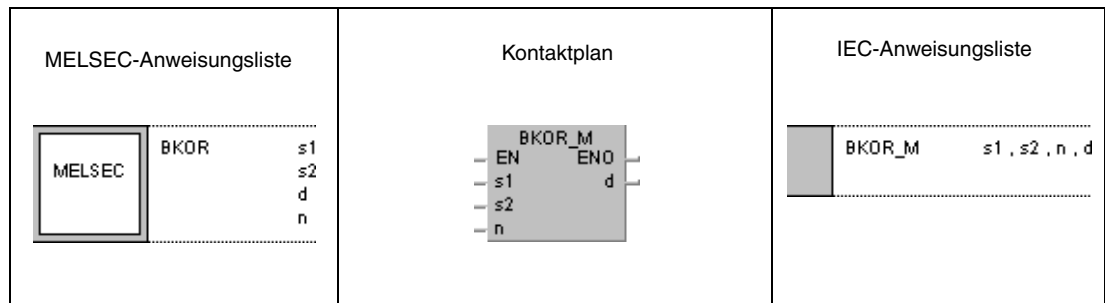 MELSEC-Anweisungsliste
MELSEC
BKOR s1
s2
d
n
Kontaktplan
BKOR_M
EN ENO
s1 d
s2
n
IEC-Anweisungsliste
BKOR_M s1 , s2 , n , d